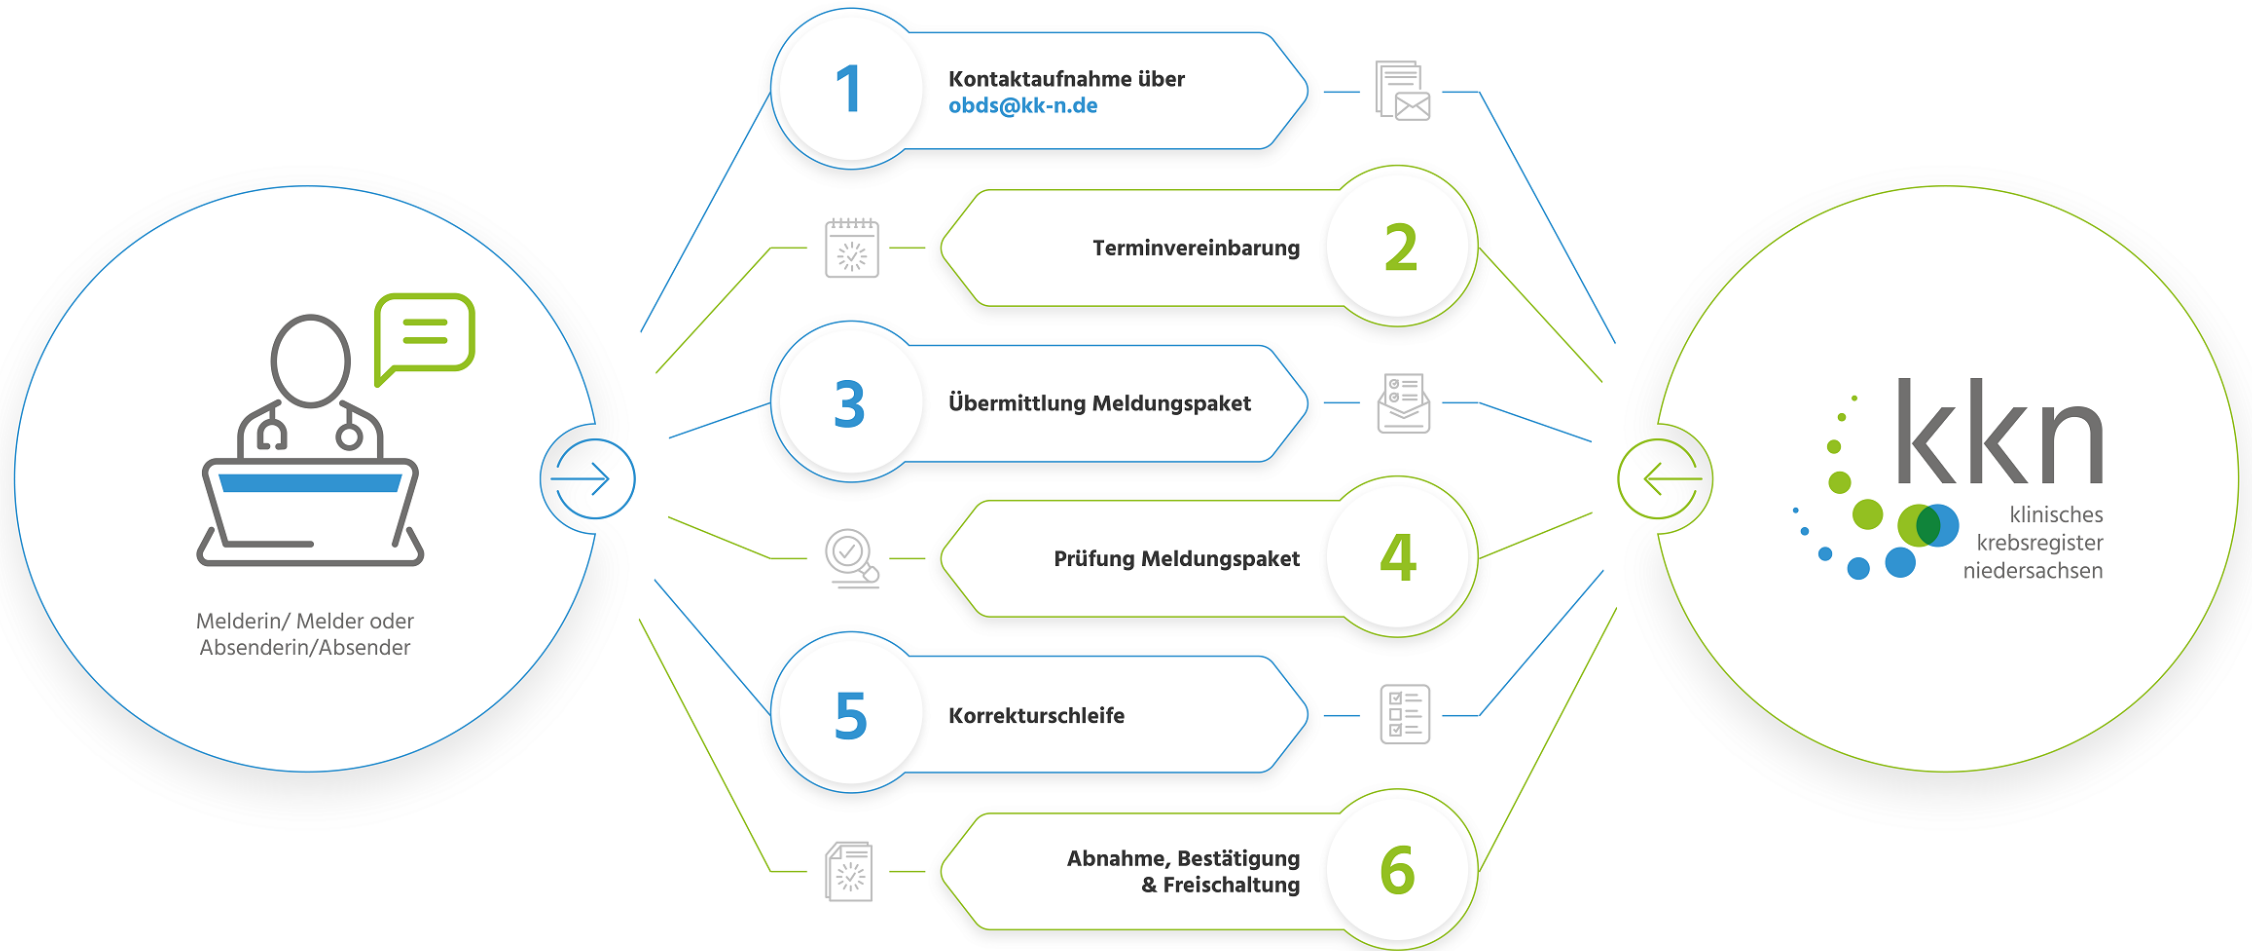 1
Kontaktaufnahme über
obds@kk-n.de
Terminvereinbarung
2
3
Übermittlung Meldungspaket
Prüfung Meldungspaket
4
5
Korrekturschleife
Abnahme, Bestätigung
& Freischaltung
6
Melderin/ Melder oder
Absenderin/Absender
kkn
klinisches
krebsregister
niedersachsen